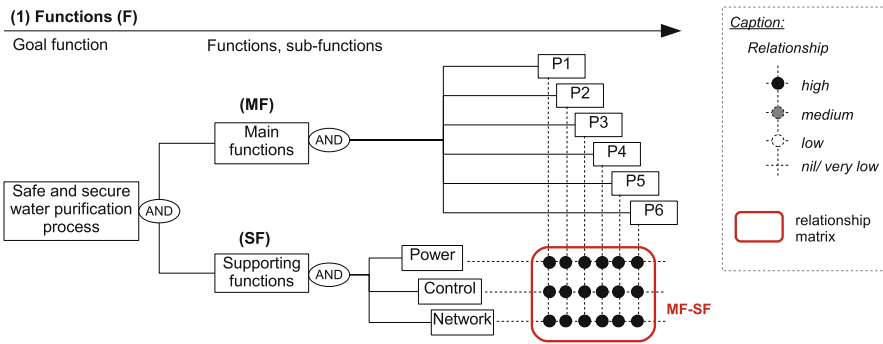 (1) Functions (F)
Goal function
Functions, sub-functions
(MF)
Main
functions
AND
P1
P2
P3
P4
P5
P6
Safe and secure
water purification
process
AND
(SF)
Supporting
functions
AND
Power
Control
Network
MF-SF
Caption:
Relationship
high
medium
low
nil/ very low
relationship
matrix